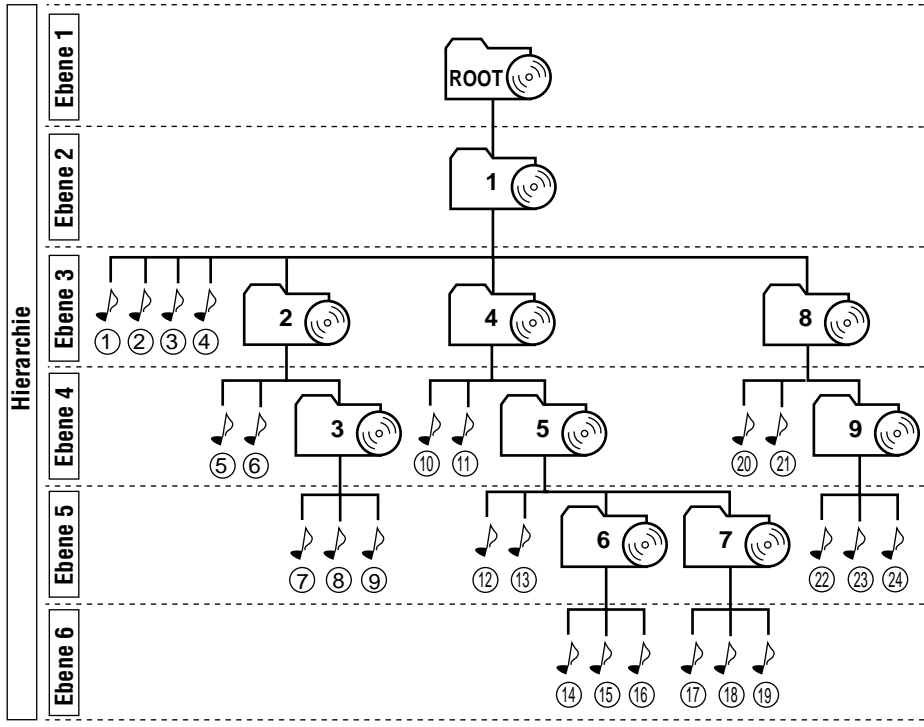 Hierarchie
Ebene 1
ROOT
Ebene 2
1
Ebene 3
① ② ③ ④ 2 4 8
Ebene 4
⑤ ⑥ 3 ⑩ ⑪ 5 ⑳ ㉑ 9
Ebene 5
⑦ ⑧ ⑨ ⑫ ⑬ 6 7 ㉒ ㉓ ㉔
Ebene 6
⑭ ⑮ ⑯ ⑰ ⑱ ⑲